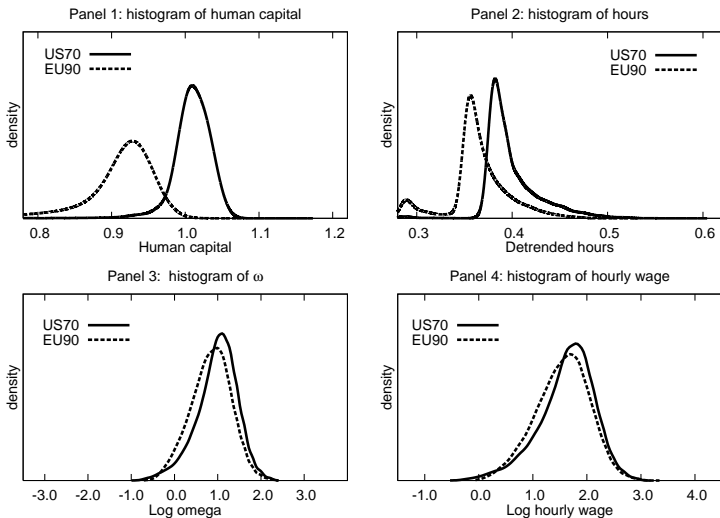 Panel 1: histogram of human capital
US70
EU90
density
0.8 0.9 1.0 1.1 1.2
Human capital
Panel 2: histogram of hours
US70
EU90
density
0.3 0.4 0.5 0.6
Detrended hours
Panel 3: histogram of ω
US70
EU90
density
-3.0 -2.0 -1.0 0.0 1.0 2.0 3.0
Log omega
Panel 4: histogram of hourly wage
US70
EU90
density
-1.0 0.0 1.0 2.0 3.0 4.0
Log hourly wage